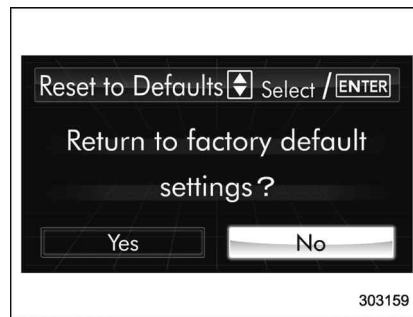 Reset to Defaults Select / ENTER
Return to factory default
settings?
Yes No
303159